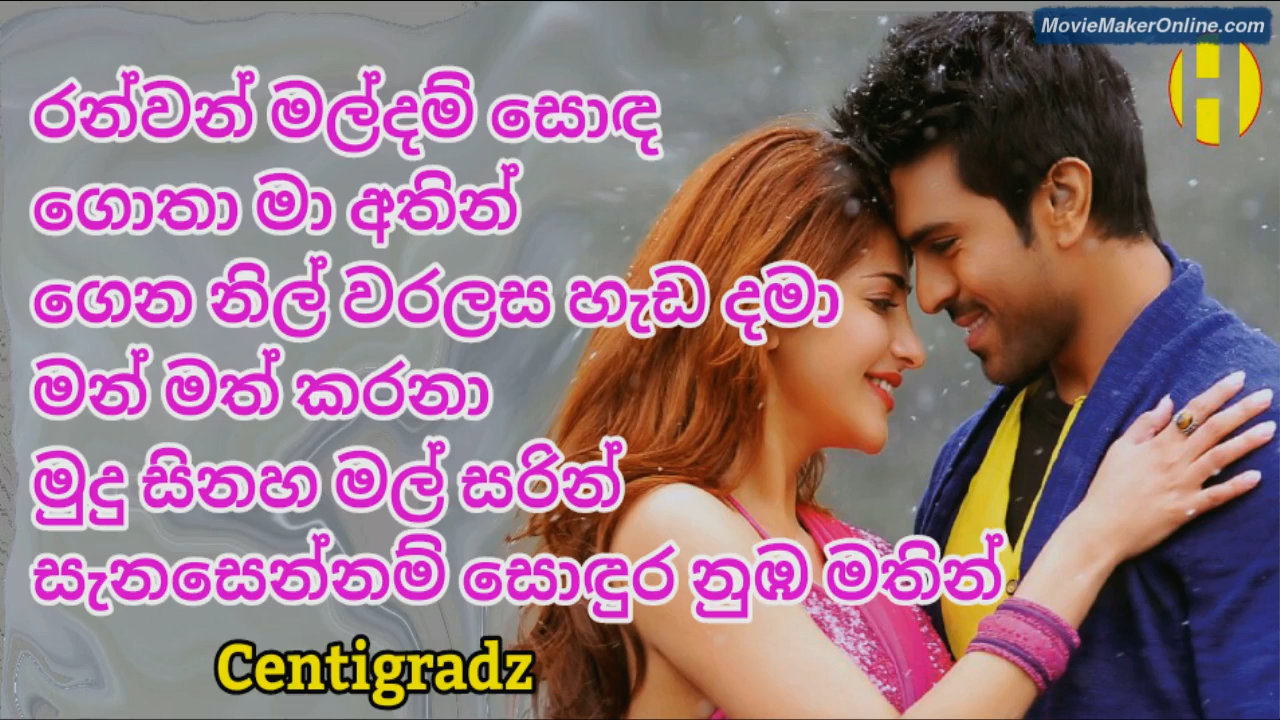 MovieMakerOnline.com
H
රන්වන් මල්දම් සොඳ
ගොතා මා අතින්
ගෙන නිල් වරලස හැඩ දමා
මන් මත් කරනා
මුදු සිනහ මල් සරින්
සැනසෙන්නම් සොඳුර නුඹ මතින්
Centigradz